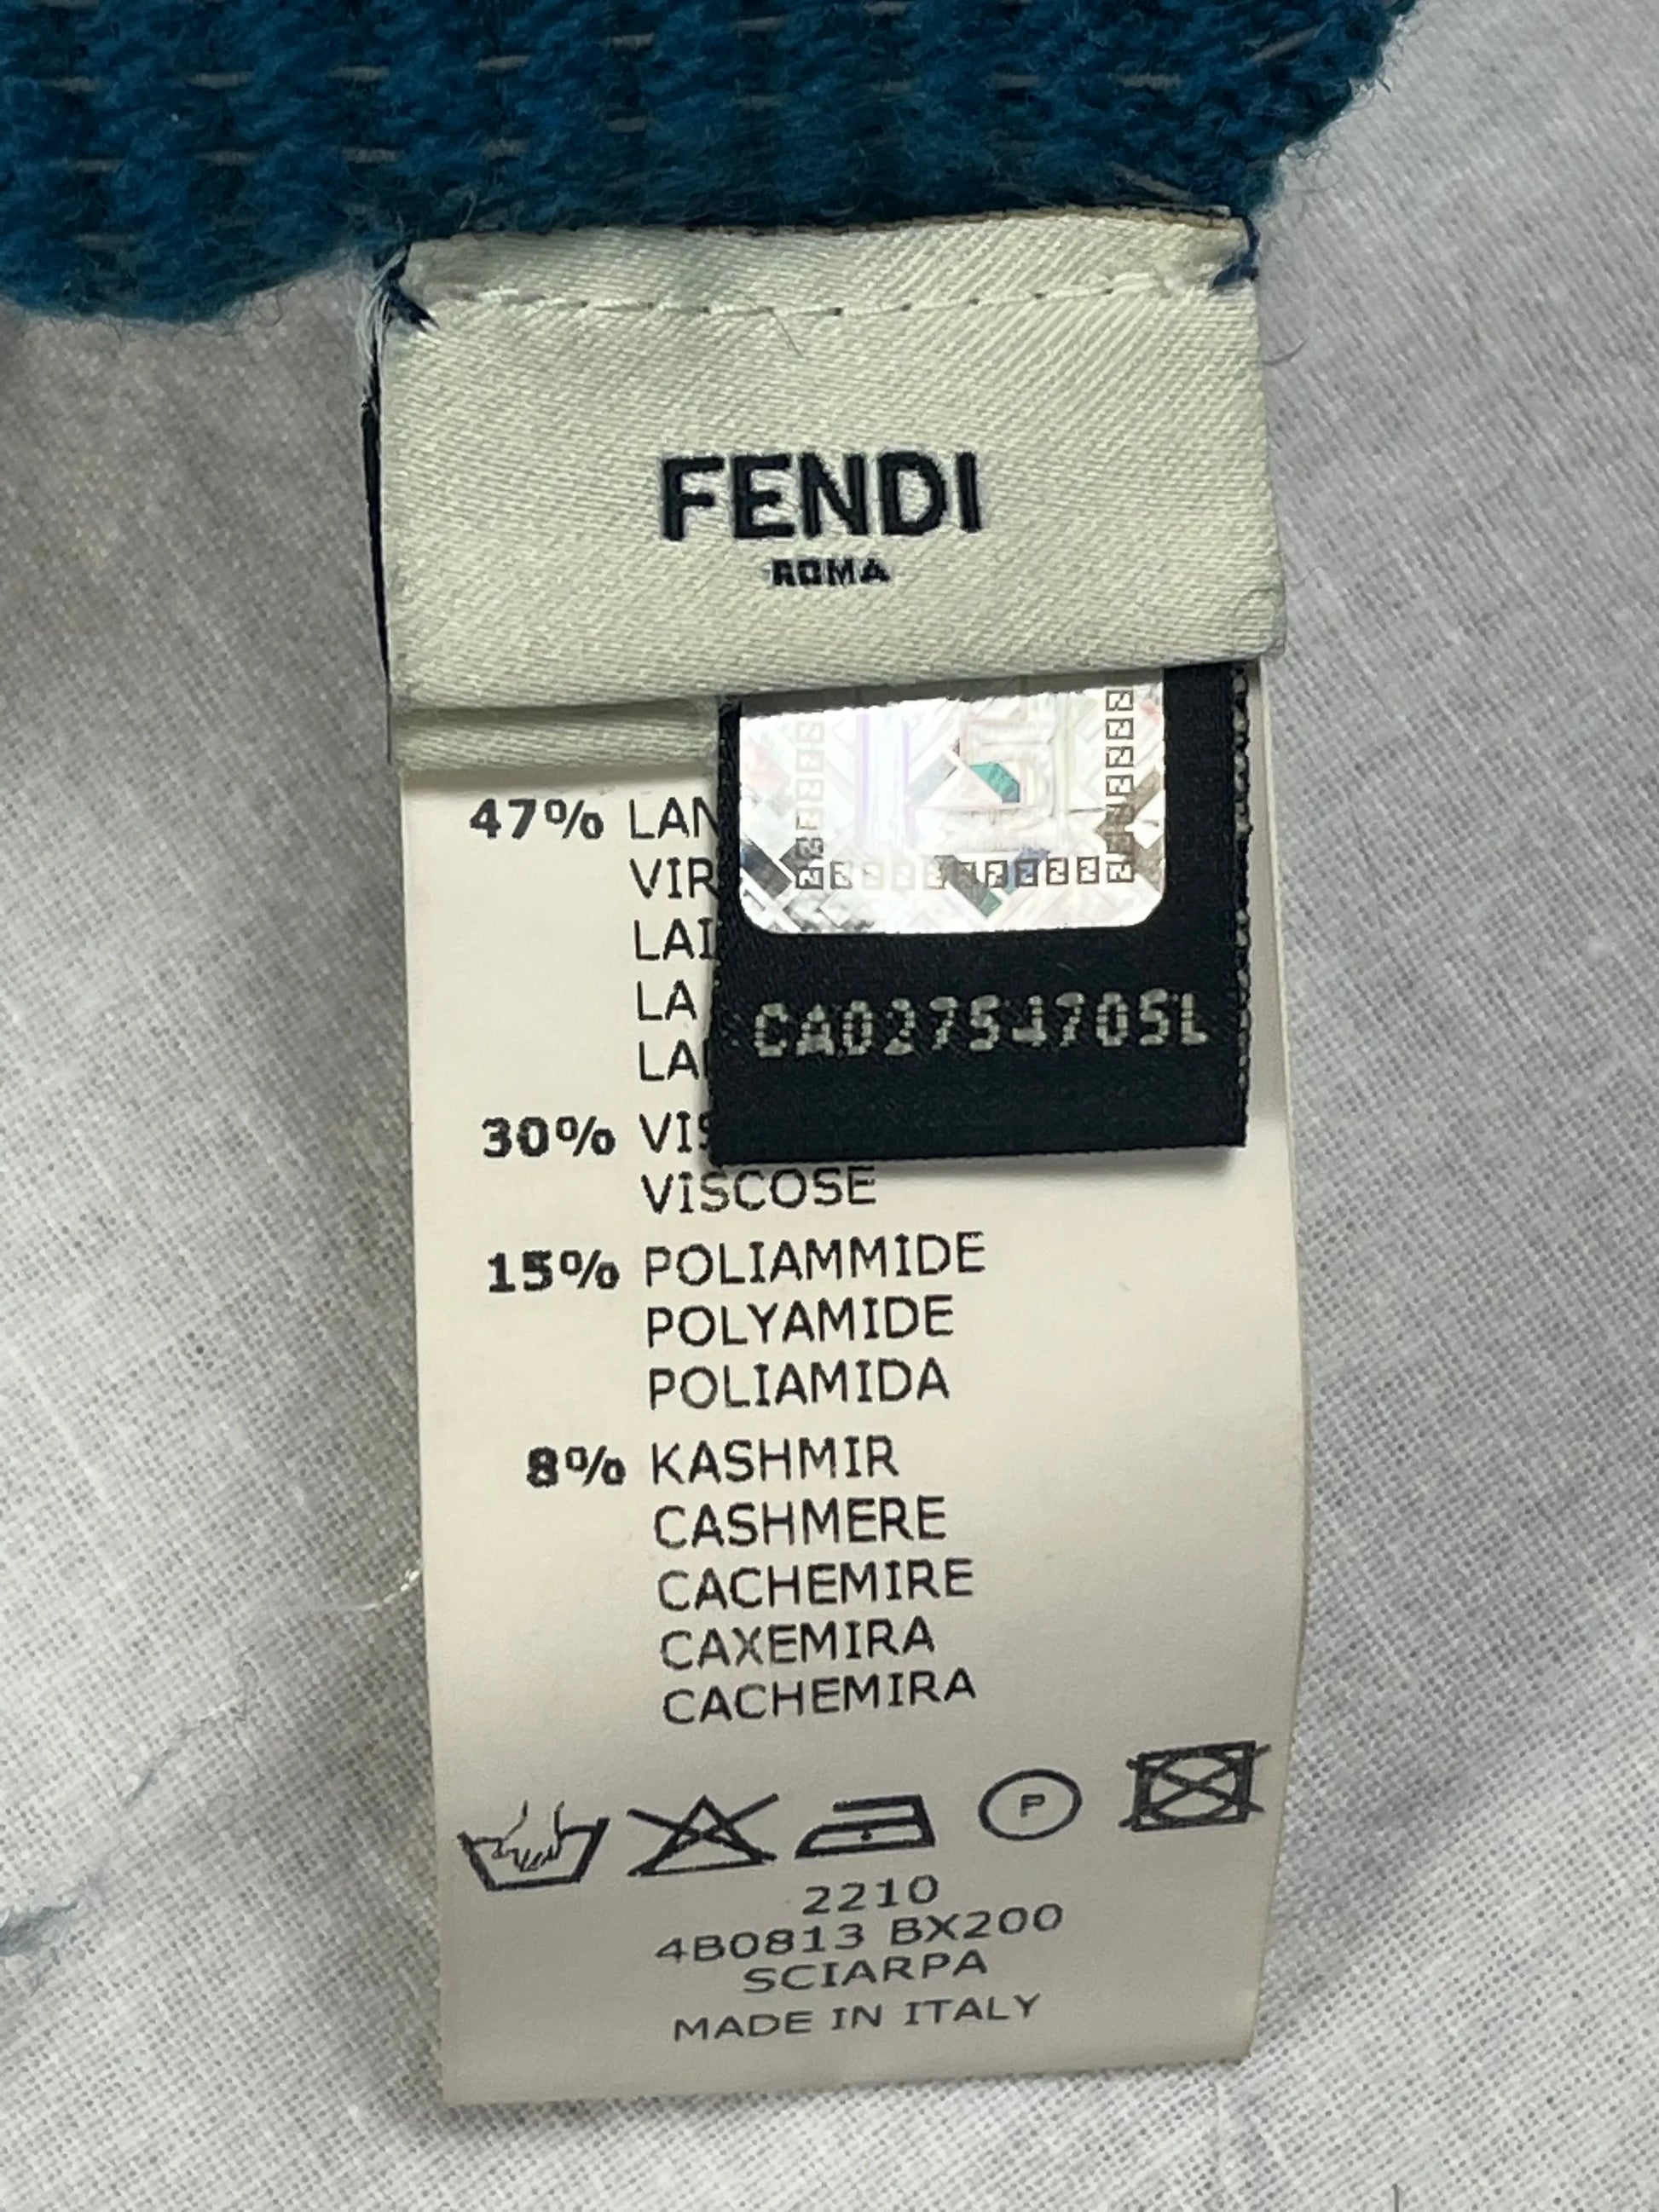 FENDI
ROMA
47% LAN
VIR
LAI
LA
LA
CA02754705L
30% VIS
VISCOSE
15% POLIAMMIDE
POLYAMIDE
POLIAMIDA
8% KASHMIR
CASHMERE
CACHEMIRE
CAXEMIRA
CACHEMIRA
P
2210
4B0813 BX200
SCIARPA
MADE IN ITALY